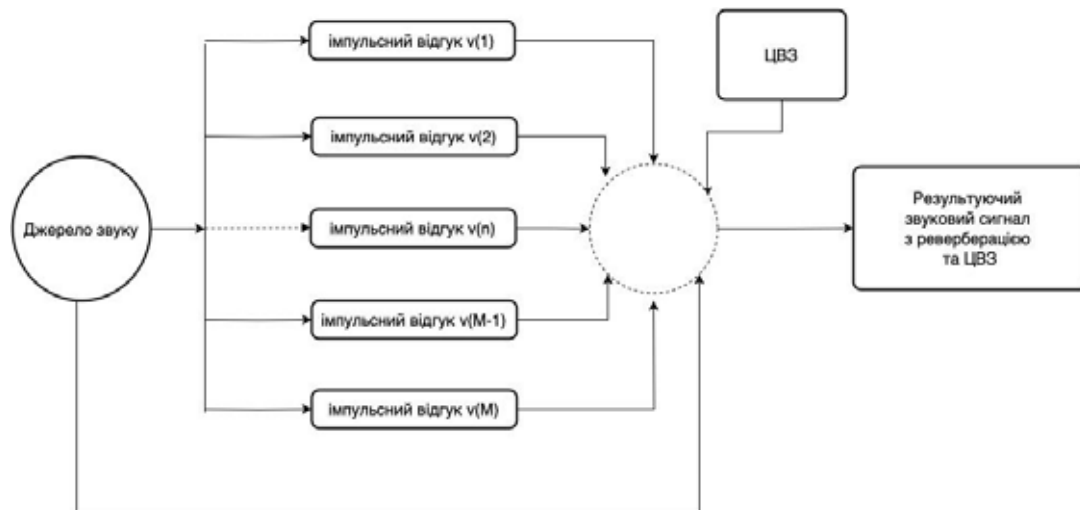 імпульсний відгук v(1)
ЦВЗ
імпульсний відгук v(2)
Джерело звуку
імпульсний відгук v(n)
Результуючий
звуковий сигнал
з реверберацією
та ЦВЗ
імпульсний відгук v(M-1)
імпульсний відгук v(M)